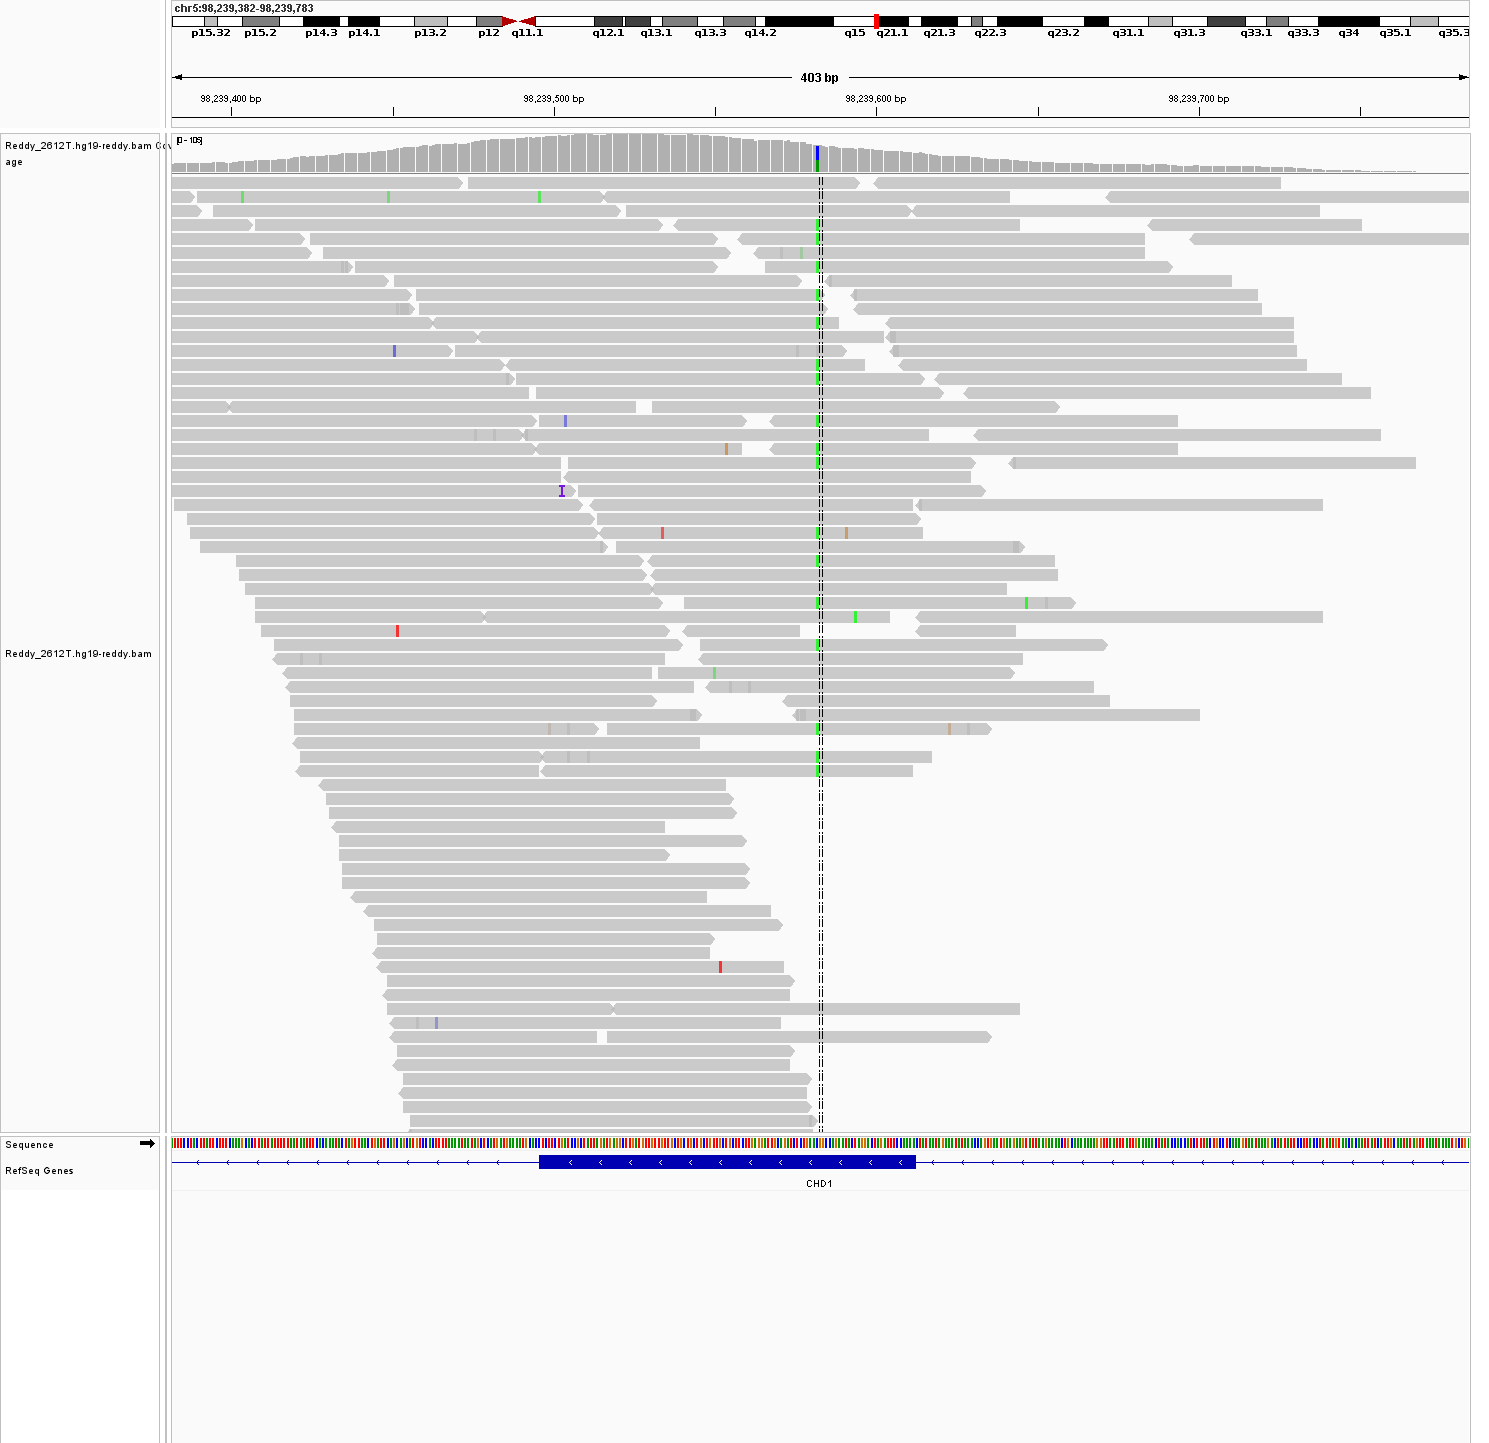 chr5:98,239,382-98,239,783
p15.32 p15.2 p14.3 p14.1 p13.2 p12 q11.1 q12.1 q13.1 q13.3 q14.2 q15 q21.1 q21.3 q22.3 q23.2 q31.1 q31.3 q33.1 q33.3 q34 q35.1 q35.3
403 bp
98,239,400 bp 98,239,500 bp 98,239,600 bp 98,239,700 bp
[0 - 106]
Reddy_2612T.hg19-reddy.bam Cov
age
Reddy_2612T.hg19-reddy.bam
Sequence
RefSeq Genes
CHD1